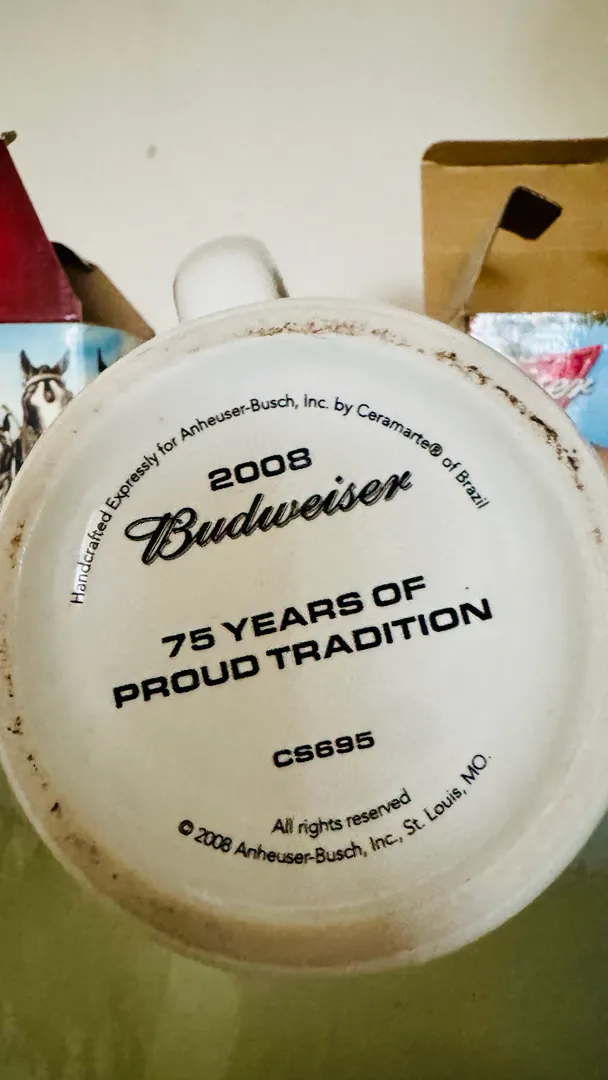 Handcrafted Expressly for Anheuser-Busch, Inc. by Ceramarte® of Brazil
2008
Budweiser
75 YEARS OF
PROUD TRADITION
CS695
All rights reserved
© 2008 Anheuser-Busch, Inc., St. Louis, MO.